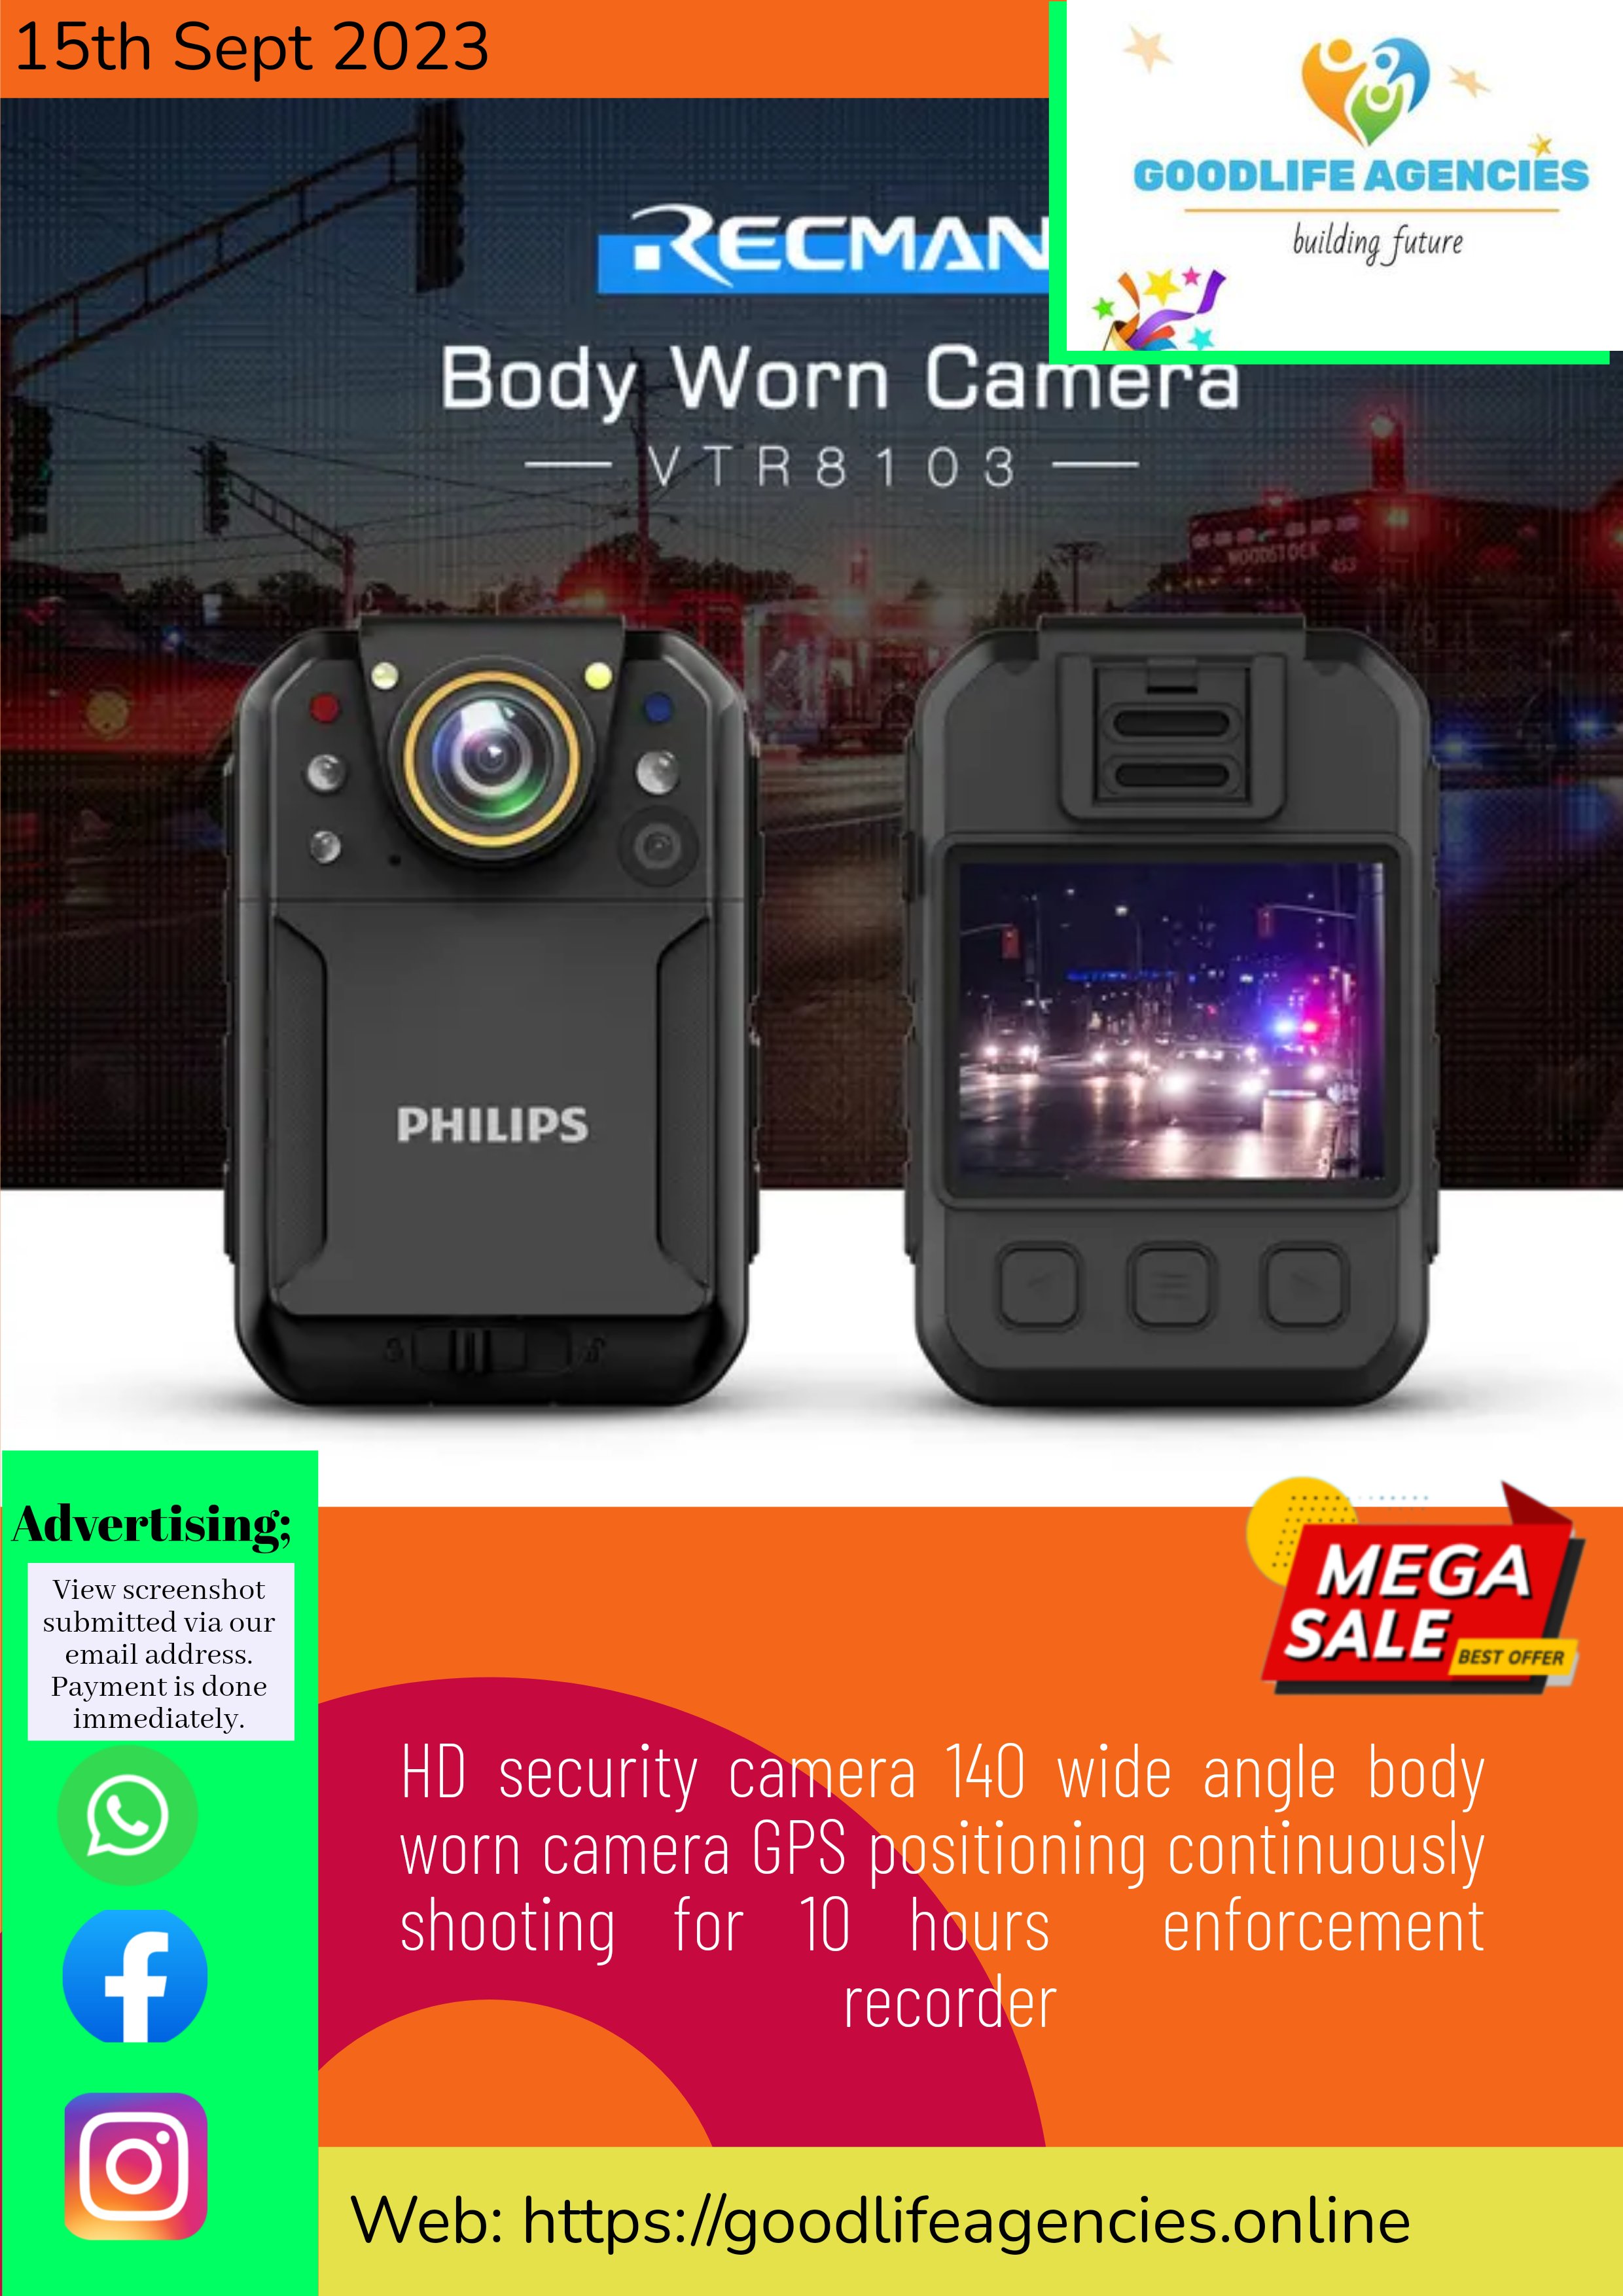 15th Sept 2023
GOODLIFE AGENCIES
building future
RECMAN
Body Worn Camera
VTR8103
WOODSTOCK 453
PHILIPS
Advertising;
View screenshot
submitted via our
email address.
Payment is done
immediately.
MEGA
SALE
BEST OFFER
HD security camera 140 wide angle body
worn camera GPS positioning continuously
shooting for 10 hours enforcement
recorder
Web: https://goodlifeagencies.online